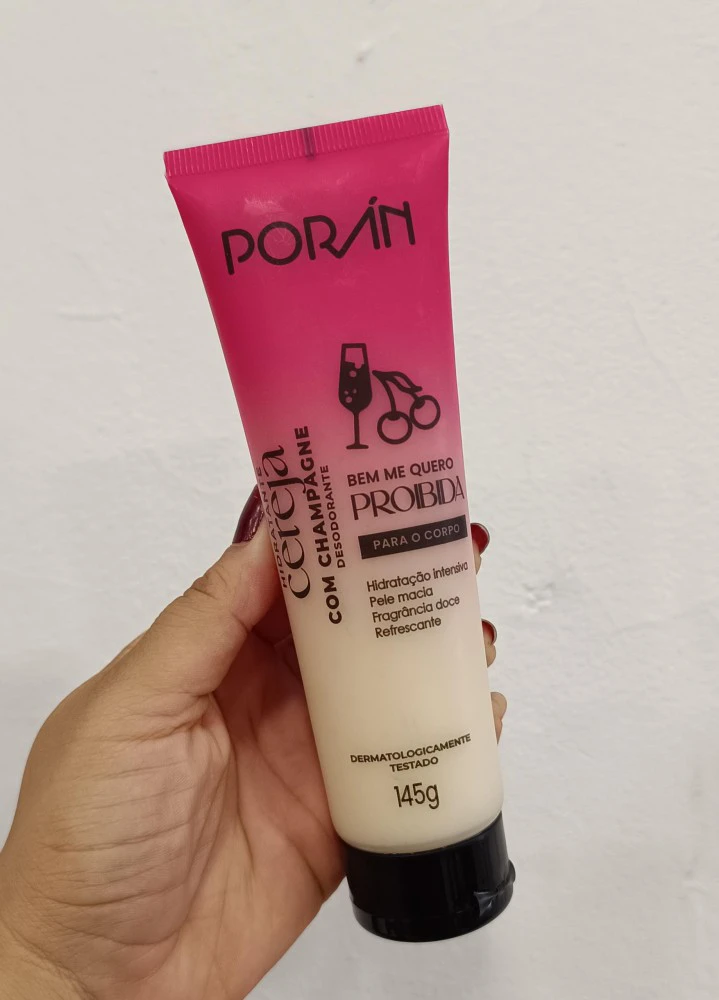 PORÁN
HIDRATANTE
cereja
COM CHAMPAGNE
DESODORANTE
BEM ME QUERO
PROIBIDA
PARA O CORPO
Hidratação intensiva
Pele macia
Fragrância doce
Refrescante
DERMATOLOGICAMENTE
TESTADO
145g